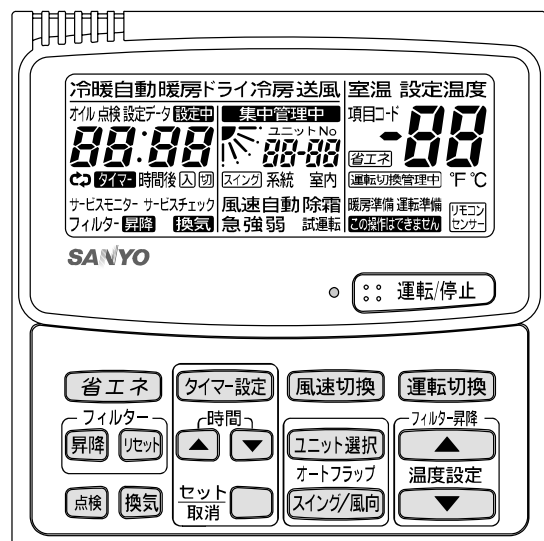 冷暖自動暖房ドライ冷房送風 室温 設定温度
オイル 点検 設定データ 設定中 集中管理中 項目コード
88:88 ユニットNo 88-88 -88
省エネ
タイマー 時間後 入 切 スイング 系統 室内 運転切換管理中 °F °C
サービスモニター サービスチェック 風速自動 除霜 暖房準備 運転準備 リモコン
フィルター 昇降 換気 急強弱 試運転 この操作はできません センサー
SANYO
運転/停止
省エネ タイマー設定 風速切換 運転切換
フィルター 時間 フィルター昇降
昇降 リセット ▲ ▼ ユニット選択 ▲
オートフラップ 温度設定
点検 換気 セット スイング/風向 ▼
取消